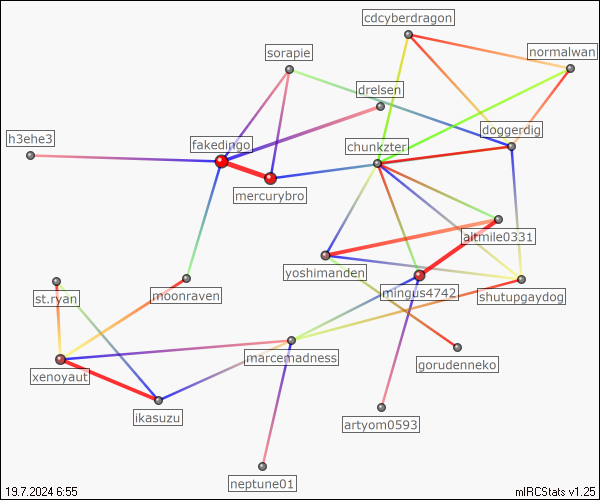 cdcyberdragon
sorapie
normalwan
drelsen
h3ehe3
fakedingo
chunkzter
doggerdig
mercurybro
altmile0331
yoshimanden
st.ryan
moonraven
mingus4742
shutupgaydog
marcemadness
gorudenneko
xenoyaut
ikasuzu
artyom0593
neptune01
19.7.2024 6:55
mIRCStats v1.25